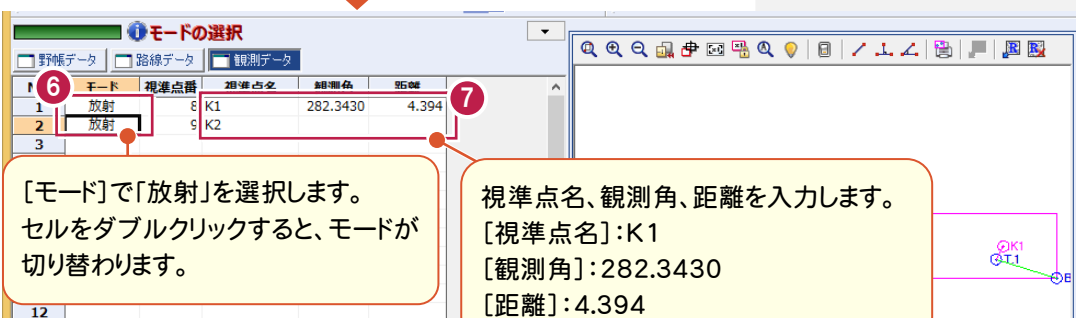 モードの選択
野帳データ 路線データ 観測データ
6 モード 視準点番 視準点名 観測角 距離 7
1 放射 8 K1 282.3430 4.394
2 放射 9 K2
3
[モード]で「放射」を選択します。
セルをダブルクリックすると、モードが
切り替わります。
12
視準点名、観測角、距離を入力します。
[視準点名]:K1
[観測角]:282.3430
[距離]:4.394
K1
T.1